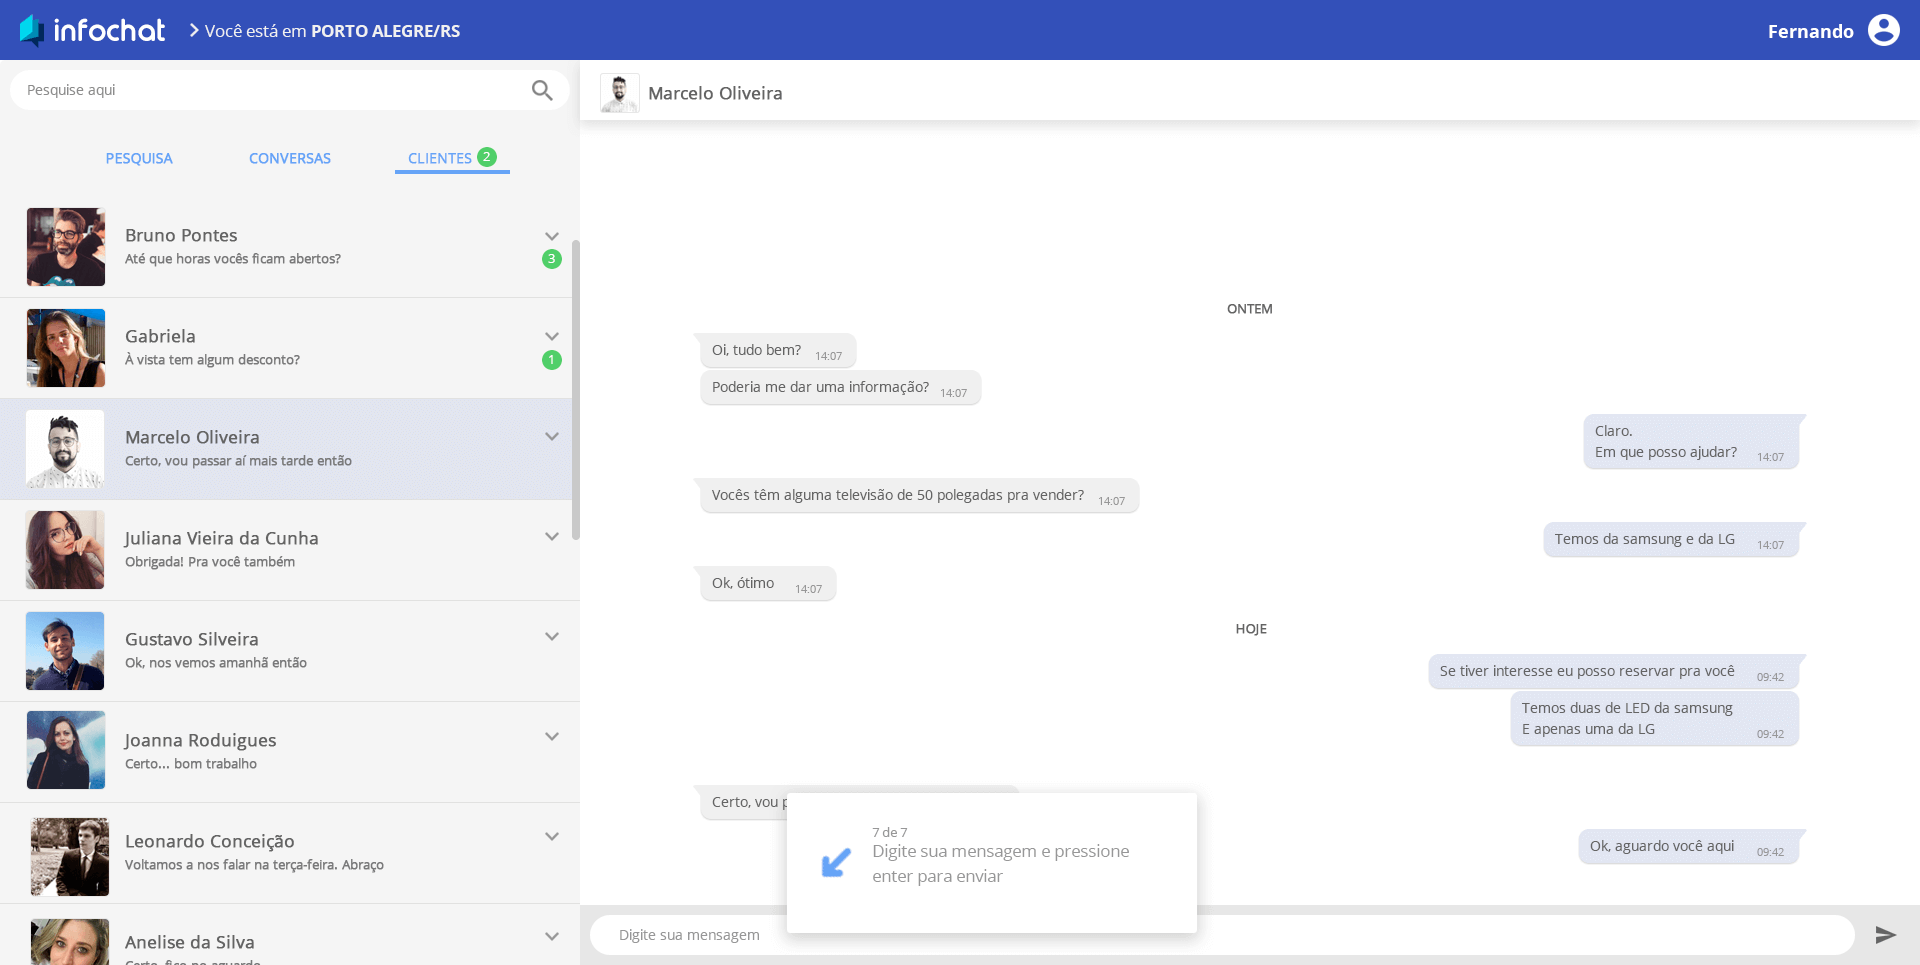 infochat
Você está em PORTO ALEGRE/RS
Fernando
Pesquise aqui
PESQUISA
CONVERSAS
CLIENTES 2
Bruno Pontes
Até que horas vocês ficam abertos?
3
Gabriela
À vista tem algum desconto?
1
Marcelo Oliveira
Certo, vou passar aí mais tarde então
Juliana Vieira da Cunha
Obrigada! Pra você também
Gustavo Silveira
Ok, nos vemos amanhã então
Joanna Roduigues
Certo... bom trabalho
Leonardo Conceição
Voltamos a nos falar na terça-feira. Abraço
Anelise da Silva
Certo, fico no aguardo
Marcelo Oliveira
ONTEM
Oi, tudo bem? 14:07
Poderia me dar uma informação? 14:07
Claro.
Em que posso ajudar? 14:07
Vocês têm alguma televisão de 50 polegadas pra vender? 14:07
Temos da samsung e da LG 14:07
Ok, ótimo 14:07
HOJE
Se tiver interesse eu posso reservar pra você 09:42
Temos duas de LED da samsung
E apenas uma da LG 09:42
Certo, vou
7 de 7
Digite sua mensagem e pressione
enter para enviar
Ok, aguardo você aqui 09:42
Digite sua mensagem